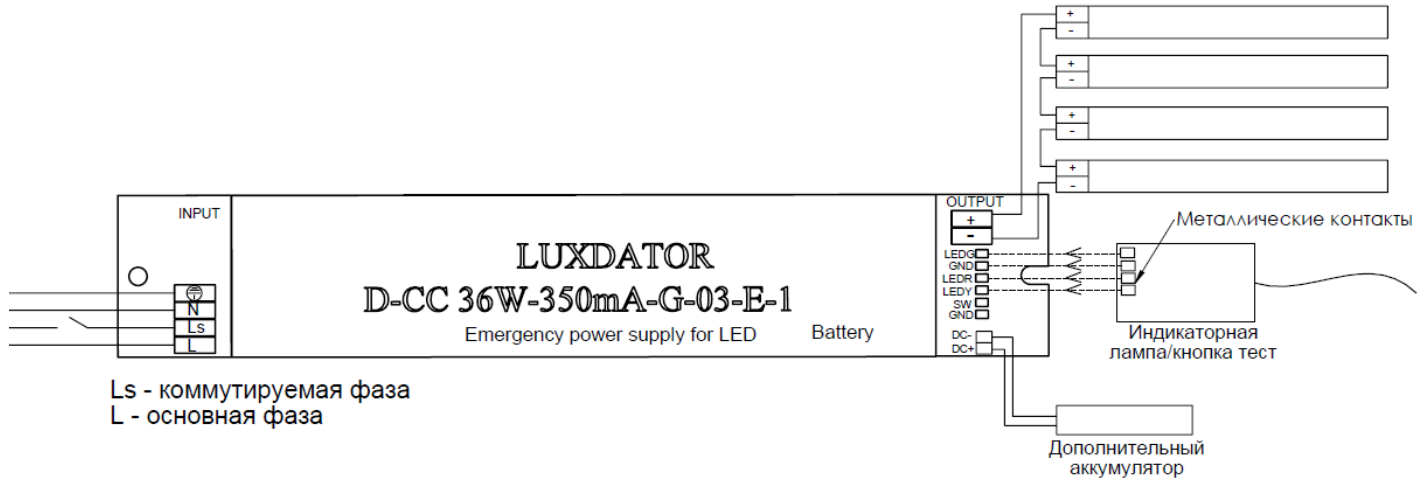 +
-
+
-
+
-
+
-
INPUT
N
Ls
L
LUXDATOR
D-CC 36W-350mA-G-03-E-1
Emergency power supply for LED
Battery
OUTPUT
+
-
LEDG
GND
LEDR
LEDY
SW
GND
DC-
DC+
Металлические контакты
Индикаторная
лампа/кнопка тест
Дополнительный
аккумулятор
Ls - коммутируемая фаза
L - основная фаза